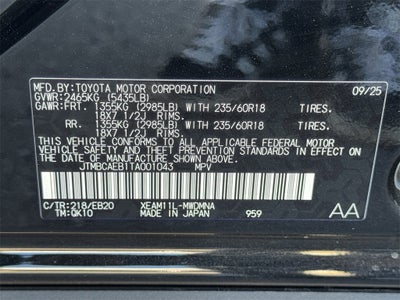 MFD.BY:TOYOTA MOTOR CORPORATION 09/25
GVWR:2465KG (5435LB)
GAWR:FRT. 1355KG (2985LB) WITH 235/60R18 TIRES.
18X7 1/2J RIMS.
RR. 1355KG (2985LB) WITH 235/60R18 TIRES.
18X7 1/2J RIMS.
THIS VEHICLE CONFORMS TO ALL APPLICABLE FEDERAL MOTOR
VEHICLE SAFETY, BUMPER, AND THEFT PREVENTION STANDARDS IN
EFFECT ON THE DATE OF MANUFACTURE SHOWN ABOVE.
JTMBCAEB1TA001043 MPV
C/TR:218/EB20 XEAM11L-MWDMNA
TM:QK10 MADE IN JAPAN 959 AA